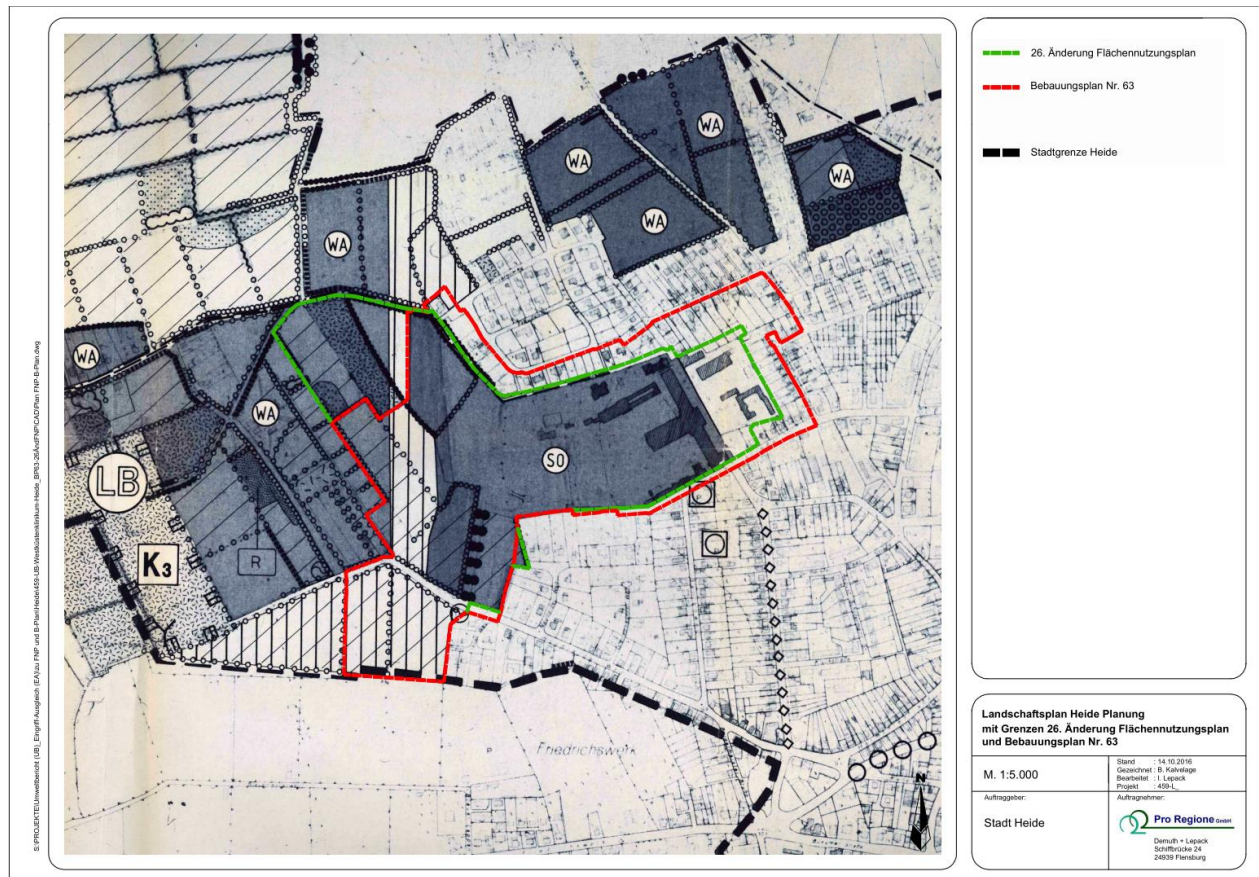 WA
WA
WA
WA
WA
WA
WA
SO
LB
K3
R
Friedrichswerk
N
26. Änderung Flächennutzungsplan
Bebauungsplan Nr. 63
Stadtgrenze Heide
Landschaftsplan Heide Planung
mit Grenzen 26. Änderung Flächennutzungsplan
und Bebauungsplan Nr. 63
M. 1:5.000
Stand : 14.10.2016
Gezeichnet : B. Kalvelage
Bearbeitet : I. Lepack
Projekt : 459-L_
Auftraggeber:
Stadt Heide
Auftragnehmer:
Pro Regione GmbH
Demuth + Lepack
Schiffbrücke 24
24939 Flensburg